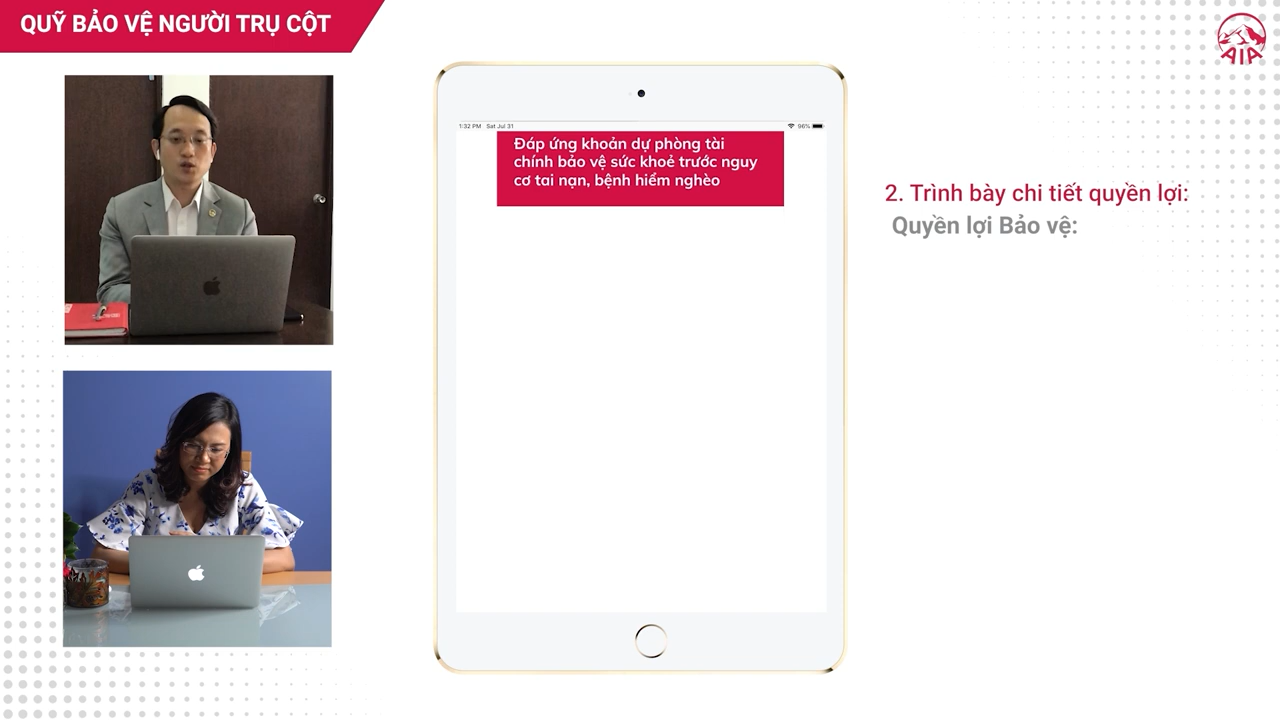 QUỸ BẢO VỆ NGƯỜI TRỤ CỘT
AIA
1:32 PM Sat Jul 31
96%
Đáp ứng khoản dự phòng tài
chính bảo vệ sức khoẻ trước nguy
cơ tai nạn, bệnh hiểm nghèo
2. Trình bày chi tiết quyền lợi:
Quyền lợi Bảo vệ: